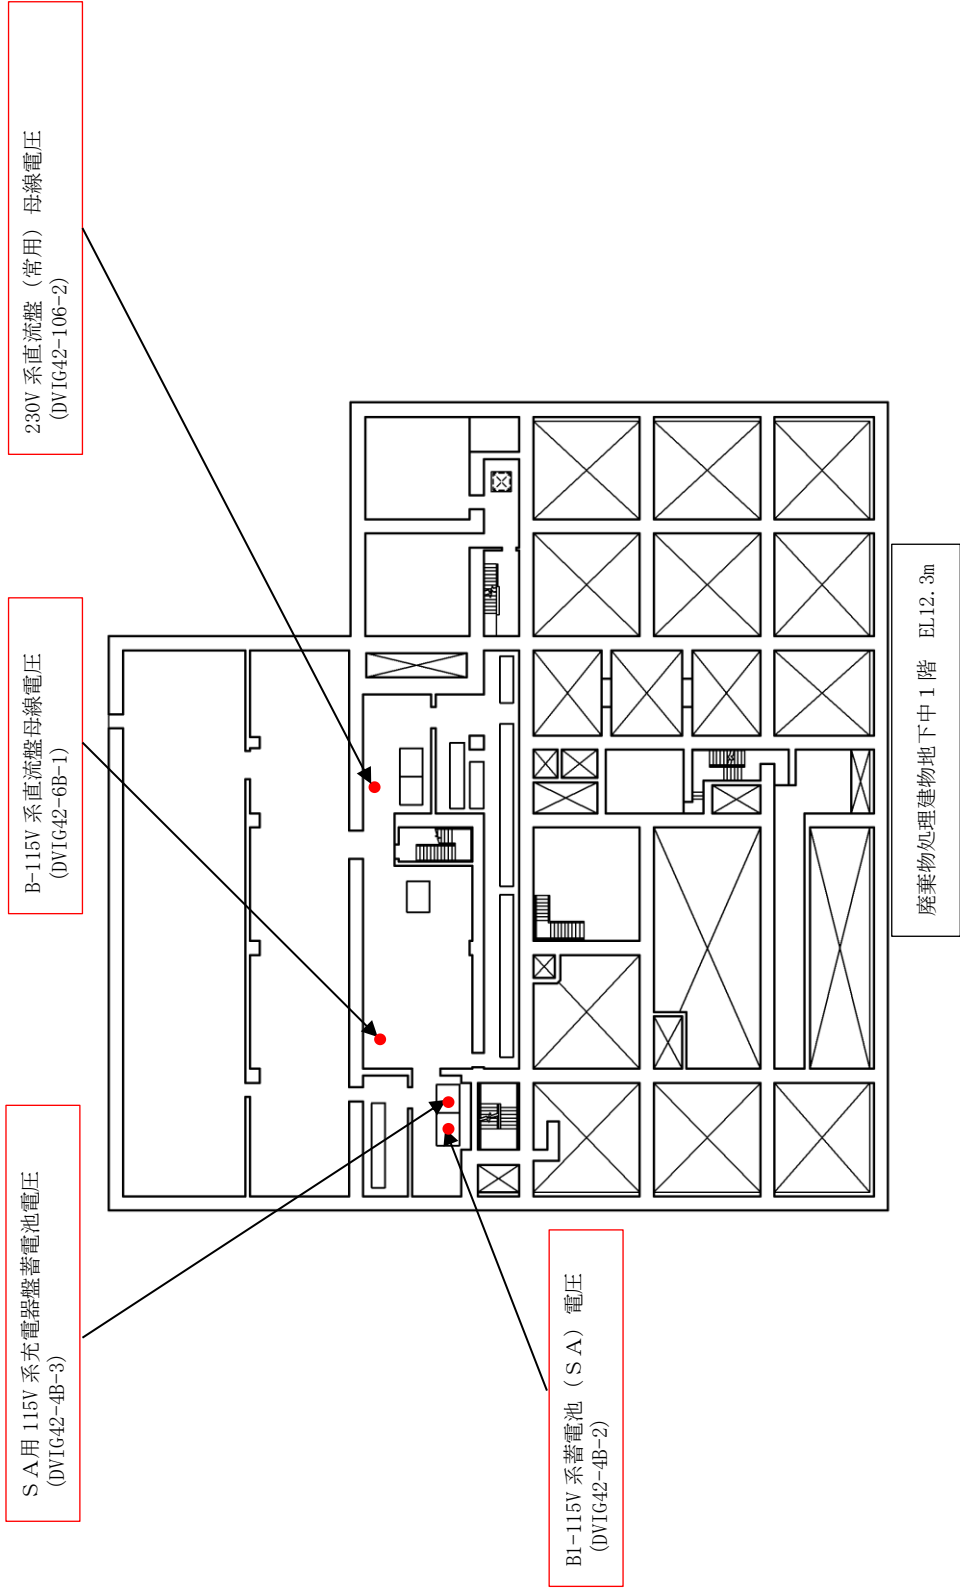 ＳＡ用 115V 系充電器盤蓄電池電圧
(DVIG42-4B-3)
B-115V 系直流盤母線電圧
(DVIG42-6B-1)
230V 系直流盤（常用）母線電圧
(DVIG42-106-2)
B1-115V 系蓄電池（ＳＡ）電圧
(DVIG42-4B-2)
廃棄物処理建物地下中 1 階　EL12.3m